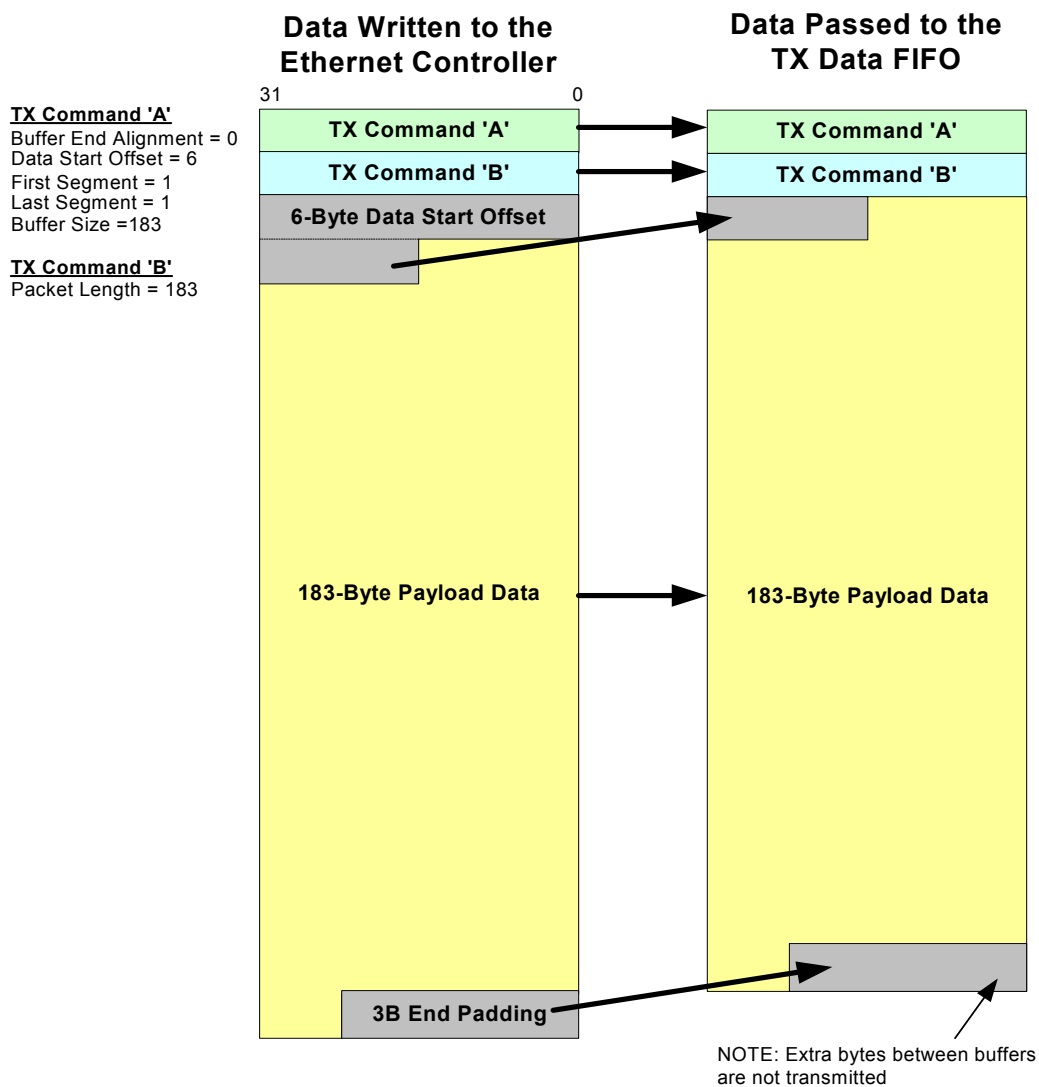 Data Written to the
Ethernet Controller
Data Passed to the
TX Data FIFO
31
0
TX Command 'A'
Buffer End Alignment = 0
Data Start Offset = 6
First Segment = 1
Last Segment = 1
Buffer Size =183
TX Command 'B'
Packet Length = 183
TX Command 'A'
TX Command 'B'
6-Byte Data Start Offset
183-Byte Payload Data
3B End Padding
TX Command 'A'
TX Command 'B'
183-Byte Payload Data
NOTE: Extra bytes between buffers
are not transmitted